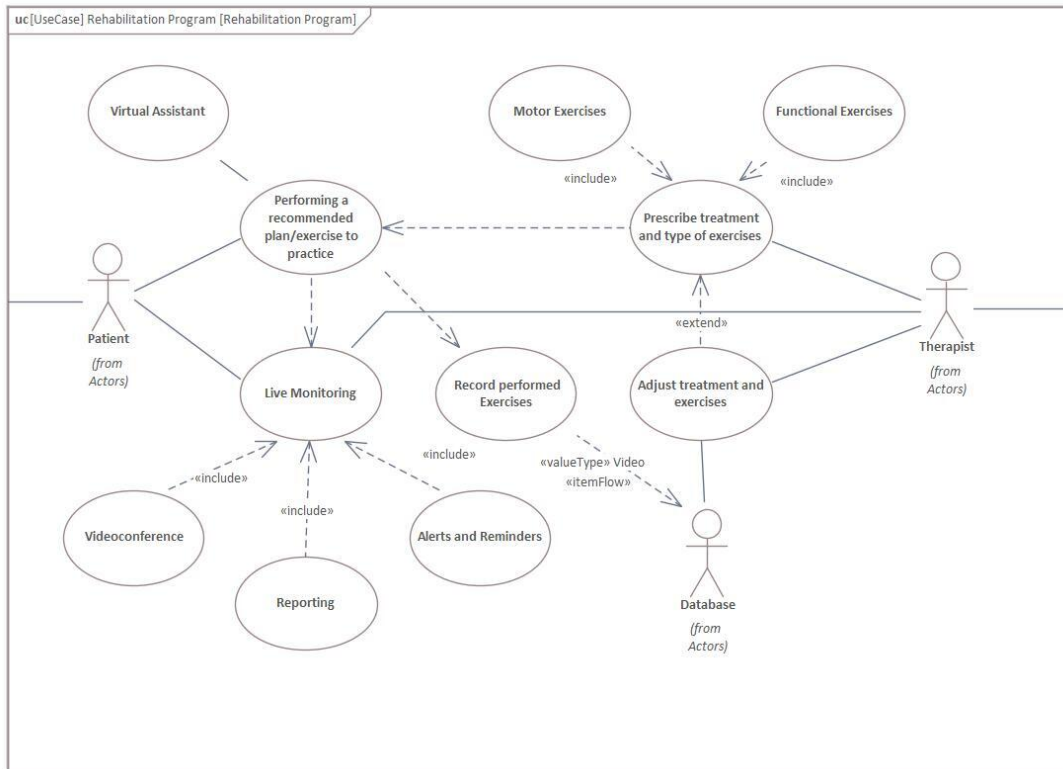 uc [UseCase] Rehabilitation Program [Rehabilitation Program]
Virtual Assistant
Motor Exercises
Functional Exercises
«include»
«include»
Performing a
recommended
plan/exercise to
practice
Prescribe treatment
and type of exercises
Patient
(from
Actors)
«extend»
Therapist
(from
Actors)
Live Monitoring
Record performed
Exercises
Adjust treatment and
exercises
«include»
«include»
«include»
«valueType» Video
«itemFlow»
Videoconference
Alerts and Reminders
Reporting
Database
(from
Actors)